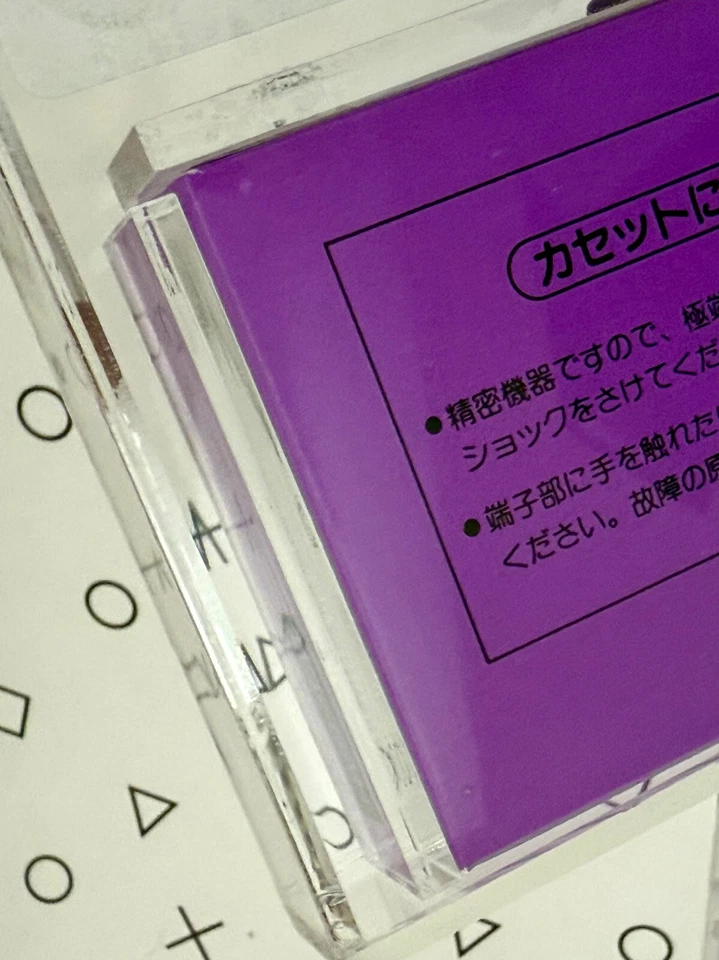 カセットに
●精密機器ですので、極端
ショックをさけてくだ
●端子部に手を触れた
ください。故障の原